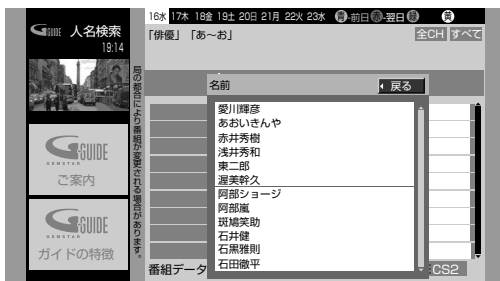 G GUIDE 人名検索
19:14
16水 17木 18金 19土 20日 21月 22火 23水 青-前日 赤-翌日 黄
「俳優」「あ~お」
全CH すべて
局の都合により番組が変更される場合があります。
名前
戻る
愛川輝彦
あおいきんや
赤井秀樹
浅井秀和
東二郎
渥美幹久
阿部ショージ
阿部嵐
斑鳩笑助
石井健
石黒雅則
石田徹平
G-GUIDE
GEMSTAR
ご案内
G-GUIDE
GEMSTAR
ガイドの特徴
番組データ
CS2